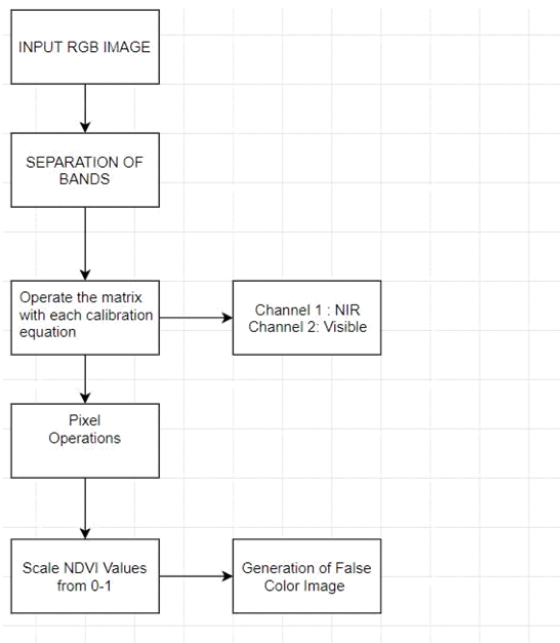 INPUT RGB IMAGE
SEPARATION OF
BANDS
Operate the matrix
with each calibration
equation
Channel 1 : NIR
Channel 2: Visible
Pixel
Operations
Scale NDVI Values
from 0-1
Generation of False
Color Image